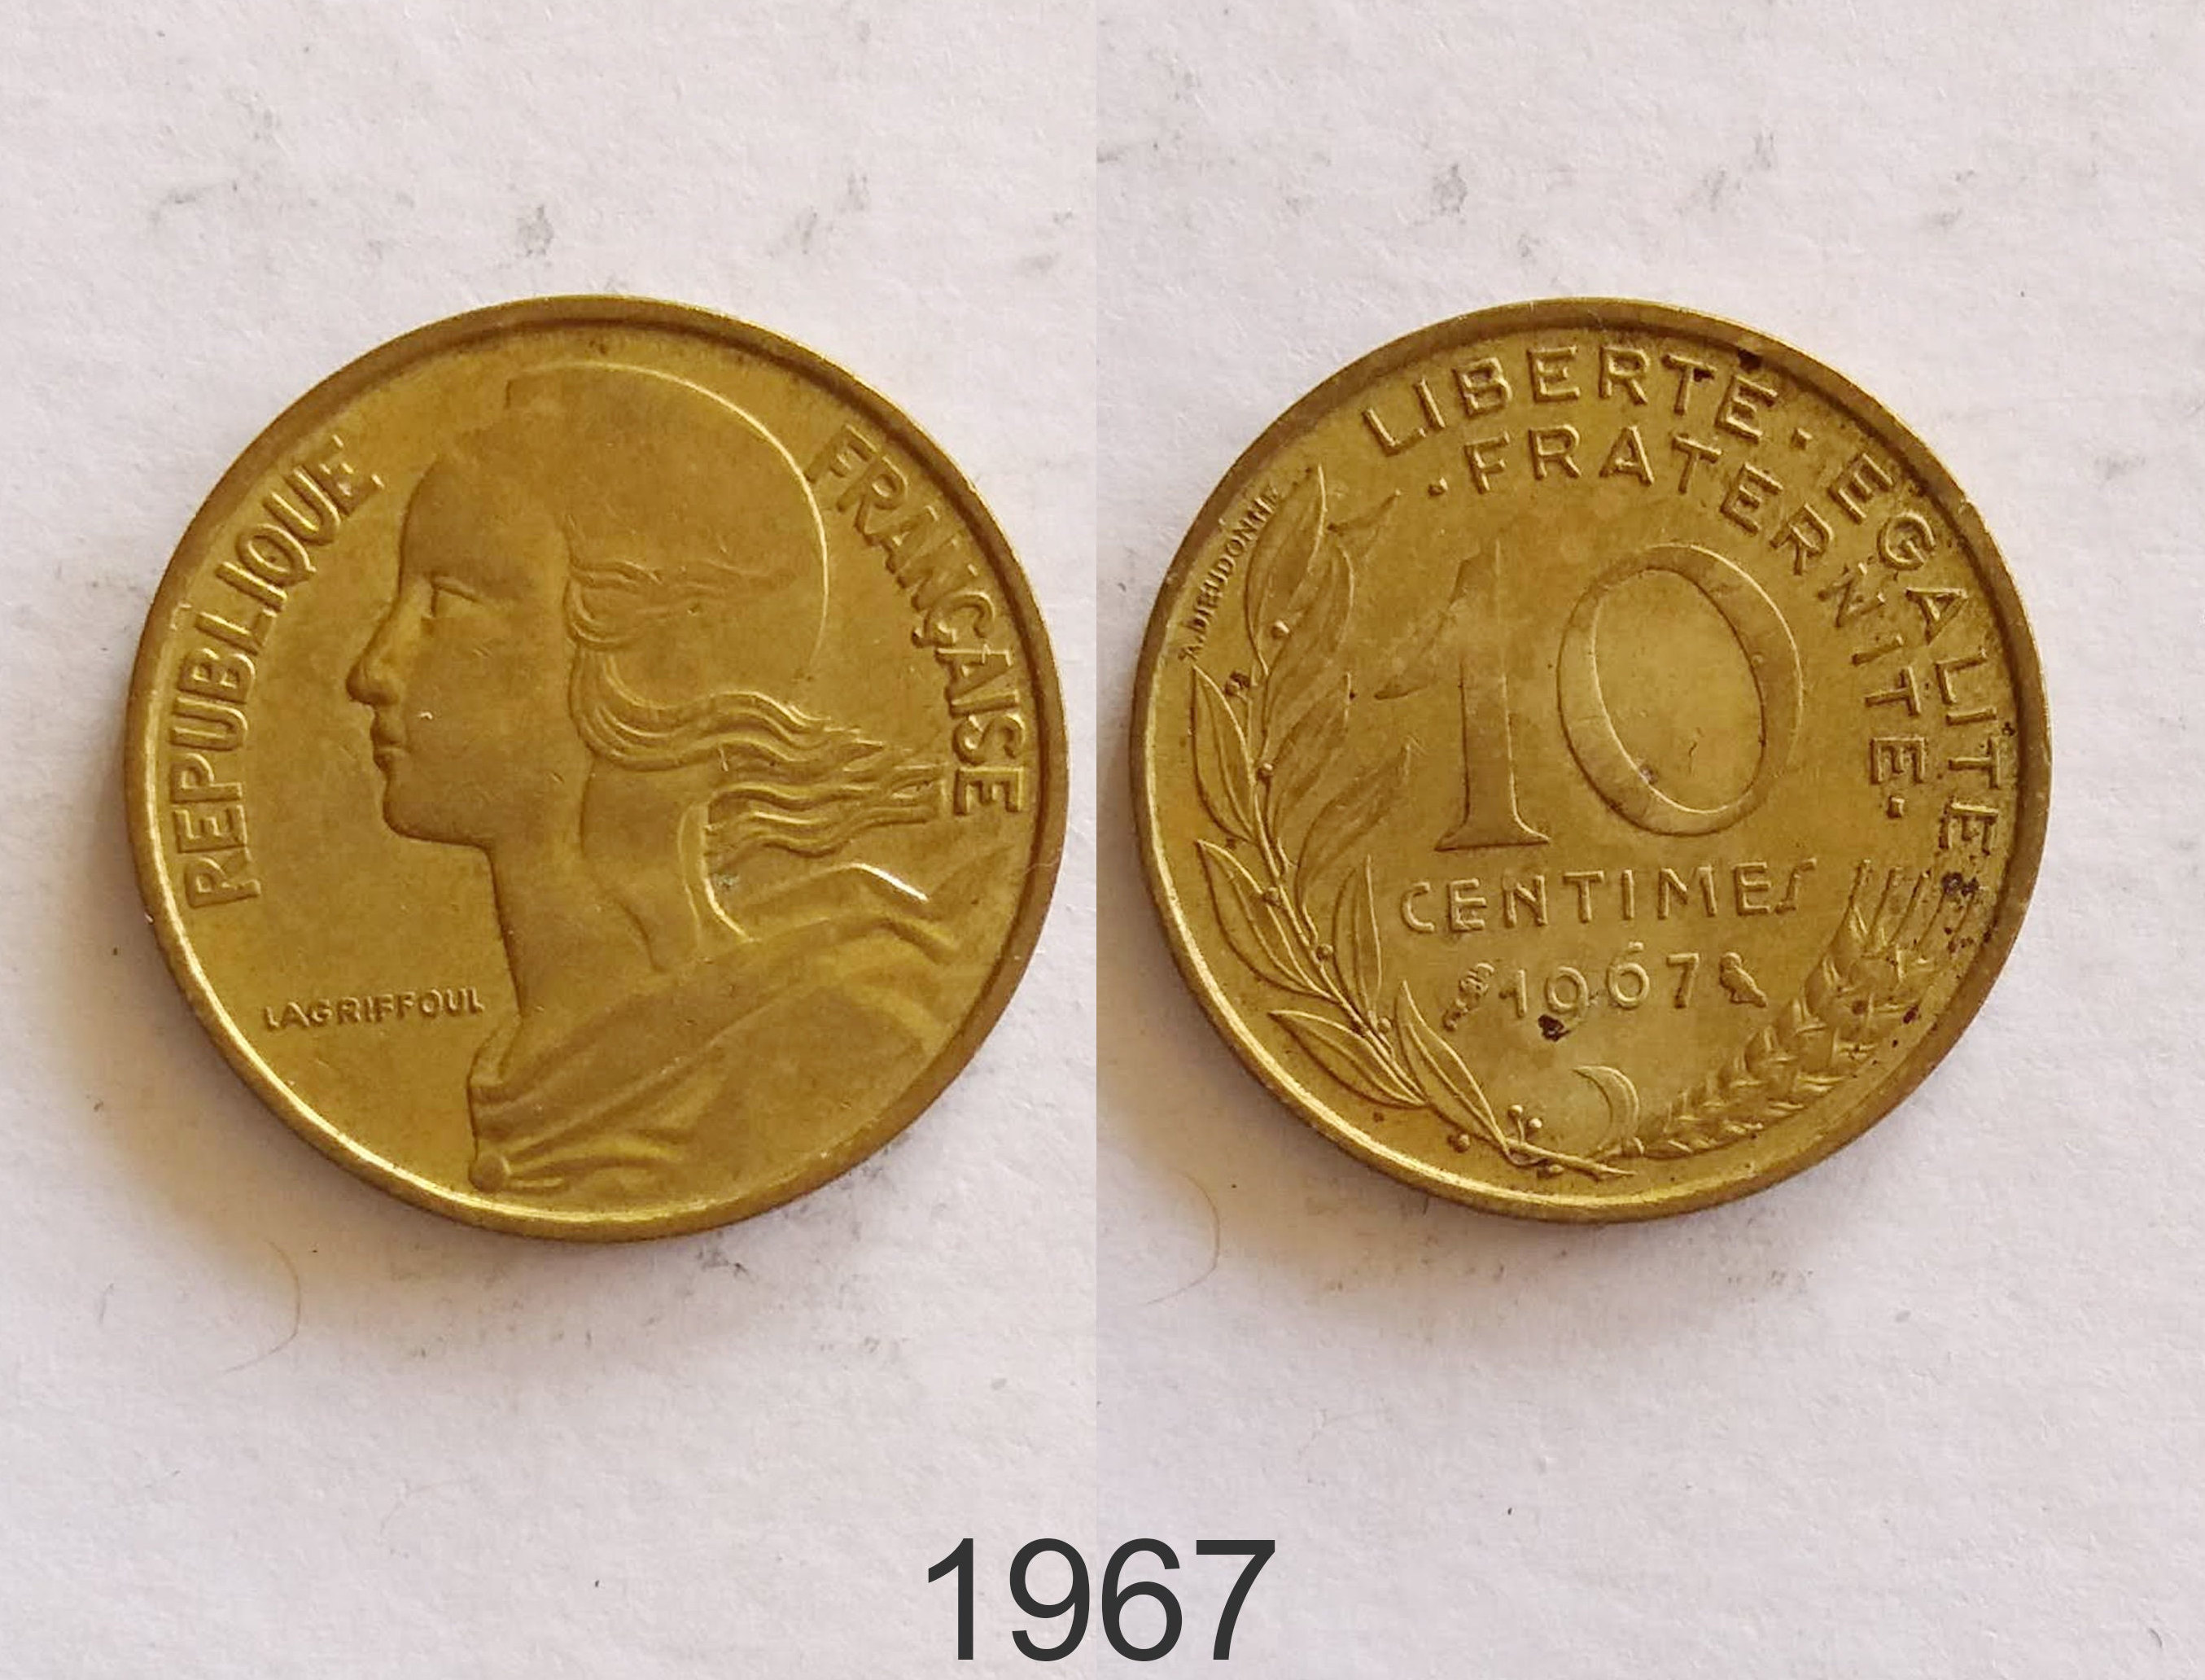 REPUBLIQUE FRANÇAISE
LAGRIFFOUL
LIBERTE · EGALITE
· FRATERNITE ·
A.DIEUDONNE
10
CENTIMES
1967
1967